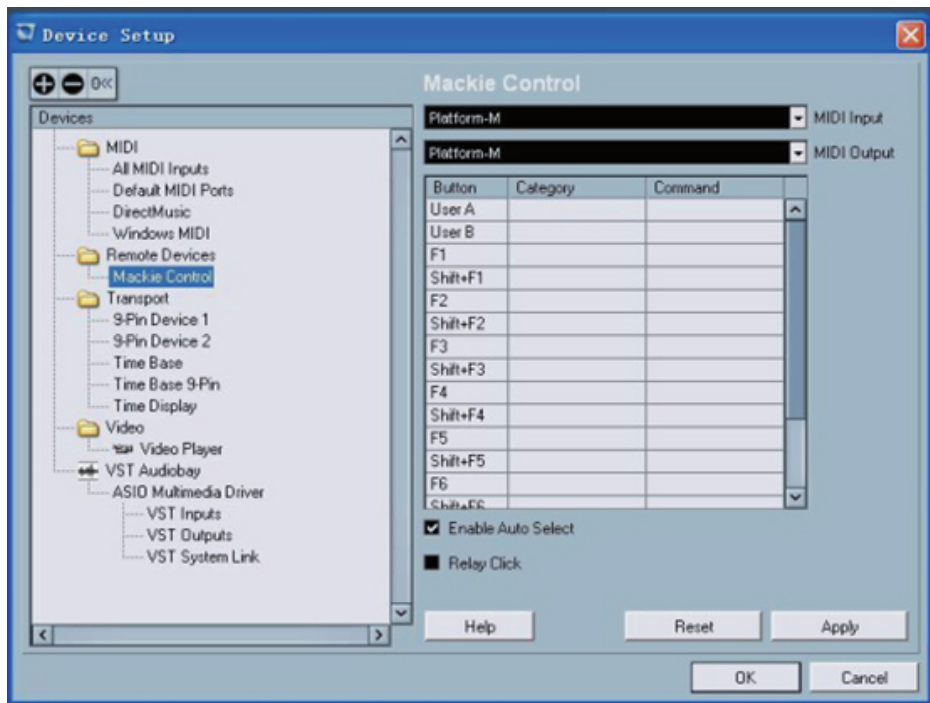 Device Setup
0<<
Mackie Control
Devices
Platform-M
MIDI Input
Platform-M
MIDI Output
MIDI
All MIDI Inputs
Default MIDI Ports
DirectMusic
Windows MIDI
Remote Devices
Mackie Control
Transport
9-Pin Device 1
9-Pin Device 2
Time Base
Time Base 9-Pin
Time Display
Video
Video Player
VST Audiobay
ASIO Multimedia Driver
VST Inputs
VST Outputs
VST System Link
Button Category Command
User A
User B
F1
Shift+F1
F2
Shift+F2
F3
Shift+F3
F4
Shift+F4
F5
Shift+F5
F6
Shift+F6
Enable Auto Select
Relay Click
Help Reset Apply
OK Cancel